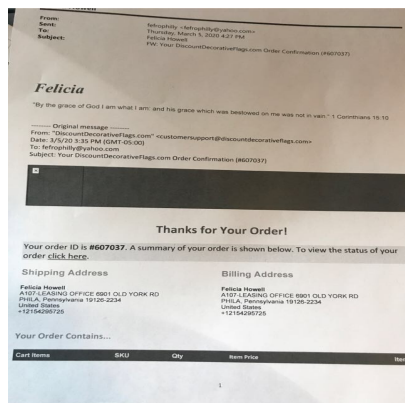 Howell
From:
Sent: fefrophilly <fefrophilly@yahoo.com>
To: Thursday, March 5, 2020 4:27 PM
Subject: Felicia Howell
FW: Your DiscountDecorativeFlags.com Order Confirmation (#607037)
Felicia
"By the grace of God I am what I am: and his grace which was bestowed on me was not in vain." 1 Corinthians 15:10
-------- Original message --------
From: "DiscountDecorativeFlags.com" <customersupport@discountdecorativeflags.com>
Date: 3/5/20 3:35 PM (GMT-05:00)
To: fefrophilly@yahoo.com
Subject: Your DiscountDecorativeFlags.com Order Confirmation (#607037)
Thanks for Your Order!
Your order ID is #607037. A summary of your order is shown below. To view the status of your
order click here.
Shipping Address Billing Address
Felicia Howell Felicia Howell
A107-LEASING OFFICE 6901 OLD YORK RD A107-LEASING OFFICE 6901 OLD YORK RD
PHILA, Pennsylvania 19126-2234 PHILA, Pennsylvania 19126-2234
United States United States
+12154295725 +12154295725
Your Order Contains...
Cart Items SKU Qty Item Price Item
1